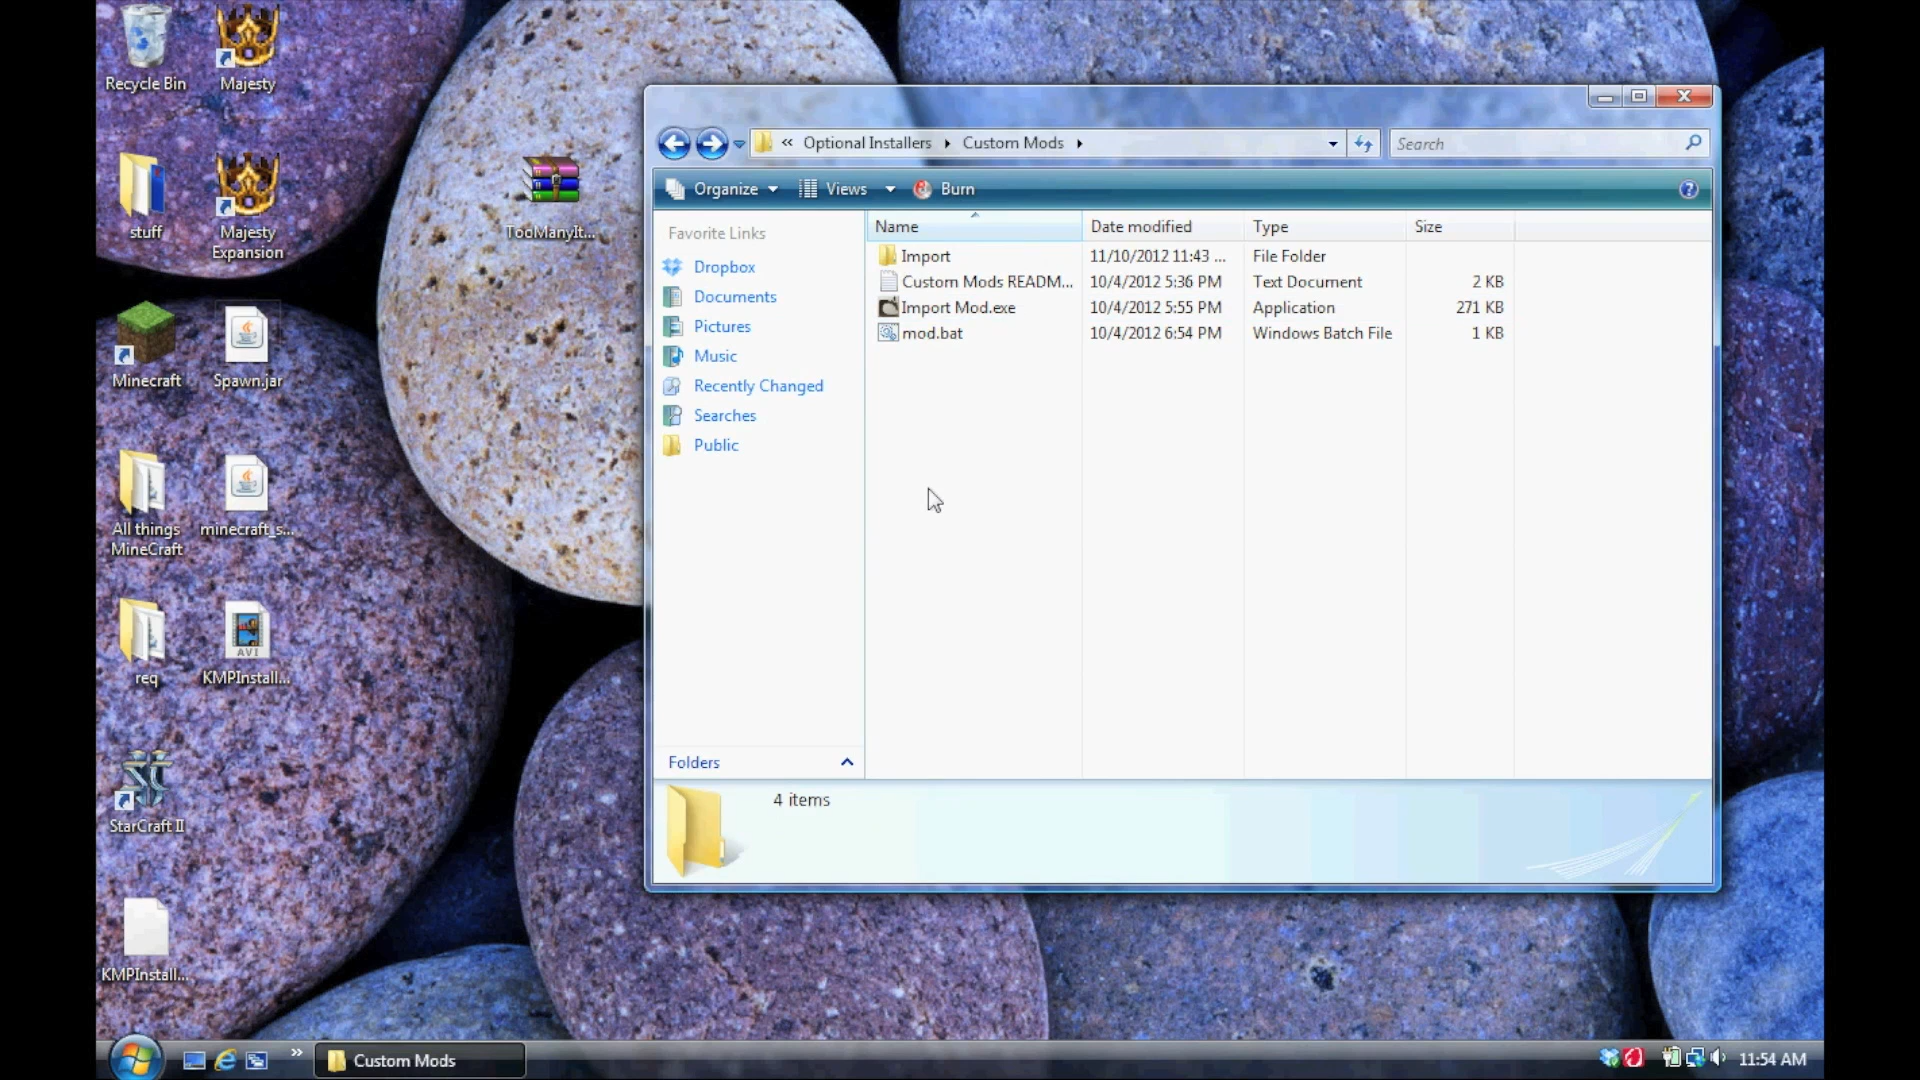 Recycle Bin
Majesty
stuff
Majesty
Expansion
TooManyIt...
Minecraft
Spawn.jar
All things
MineCraft
minecraft_s...
req
AVI
KMPInstall...
StarCraft II
KMPInstall...
« Optional Installers Custom Mods
Search
Organize Views Burn
Favorite Links
Dropbox
Documents
Pictures
Music
Recently Changed
Searches
Public
Folders
Name Date modified Type Size
Import 11/10/2012 11:43 ... File Folder
Custom Mods READM... 10/4/2012 5:36 PM Text Document 2 KB
Import Mod.exe 10/4/2012 5:55 PM Application 271 KB
mod.bat 10/4/2012 6:54 PM Windows Batch File 1 KB
4 items
Custom Mods
11:54 AM